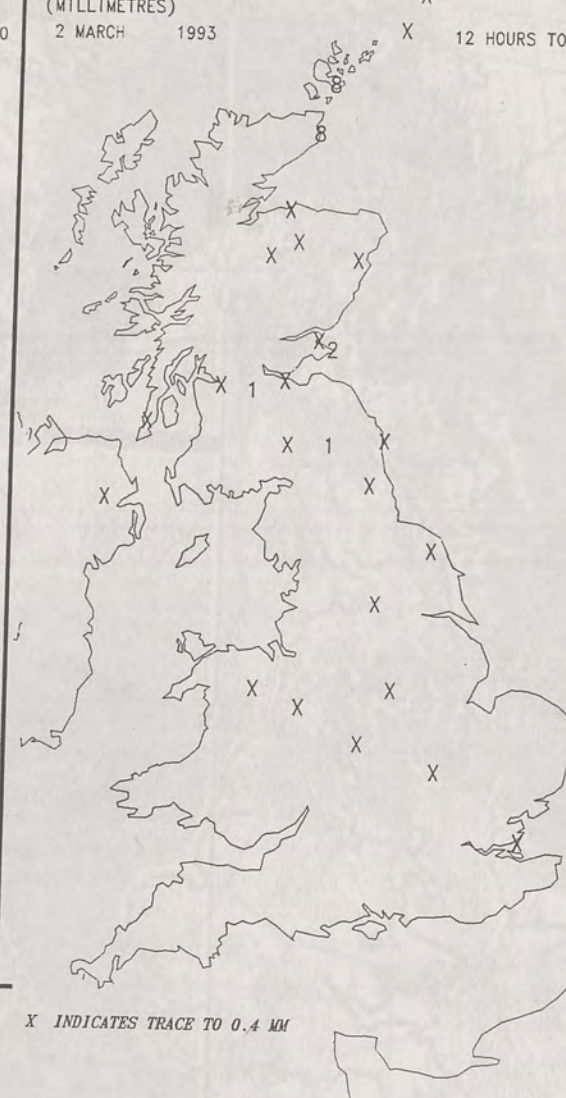 (MILLIMETRES)
0 2 MARCH 1993 X 12 HOURS TO
8
8
X
X X X
X 2
X 1 X
X
X 1 X
X X
X
X
X X X
X
X
X
X INDICATES TRACE TO 0.4 MM